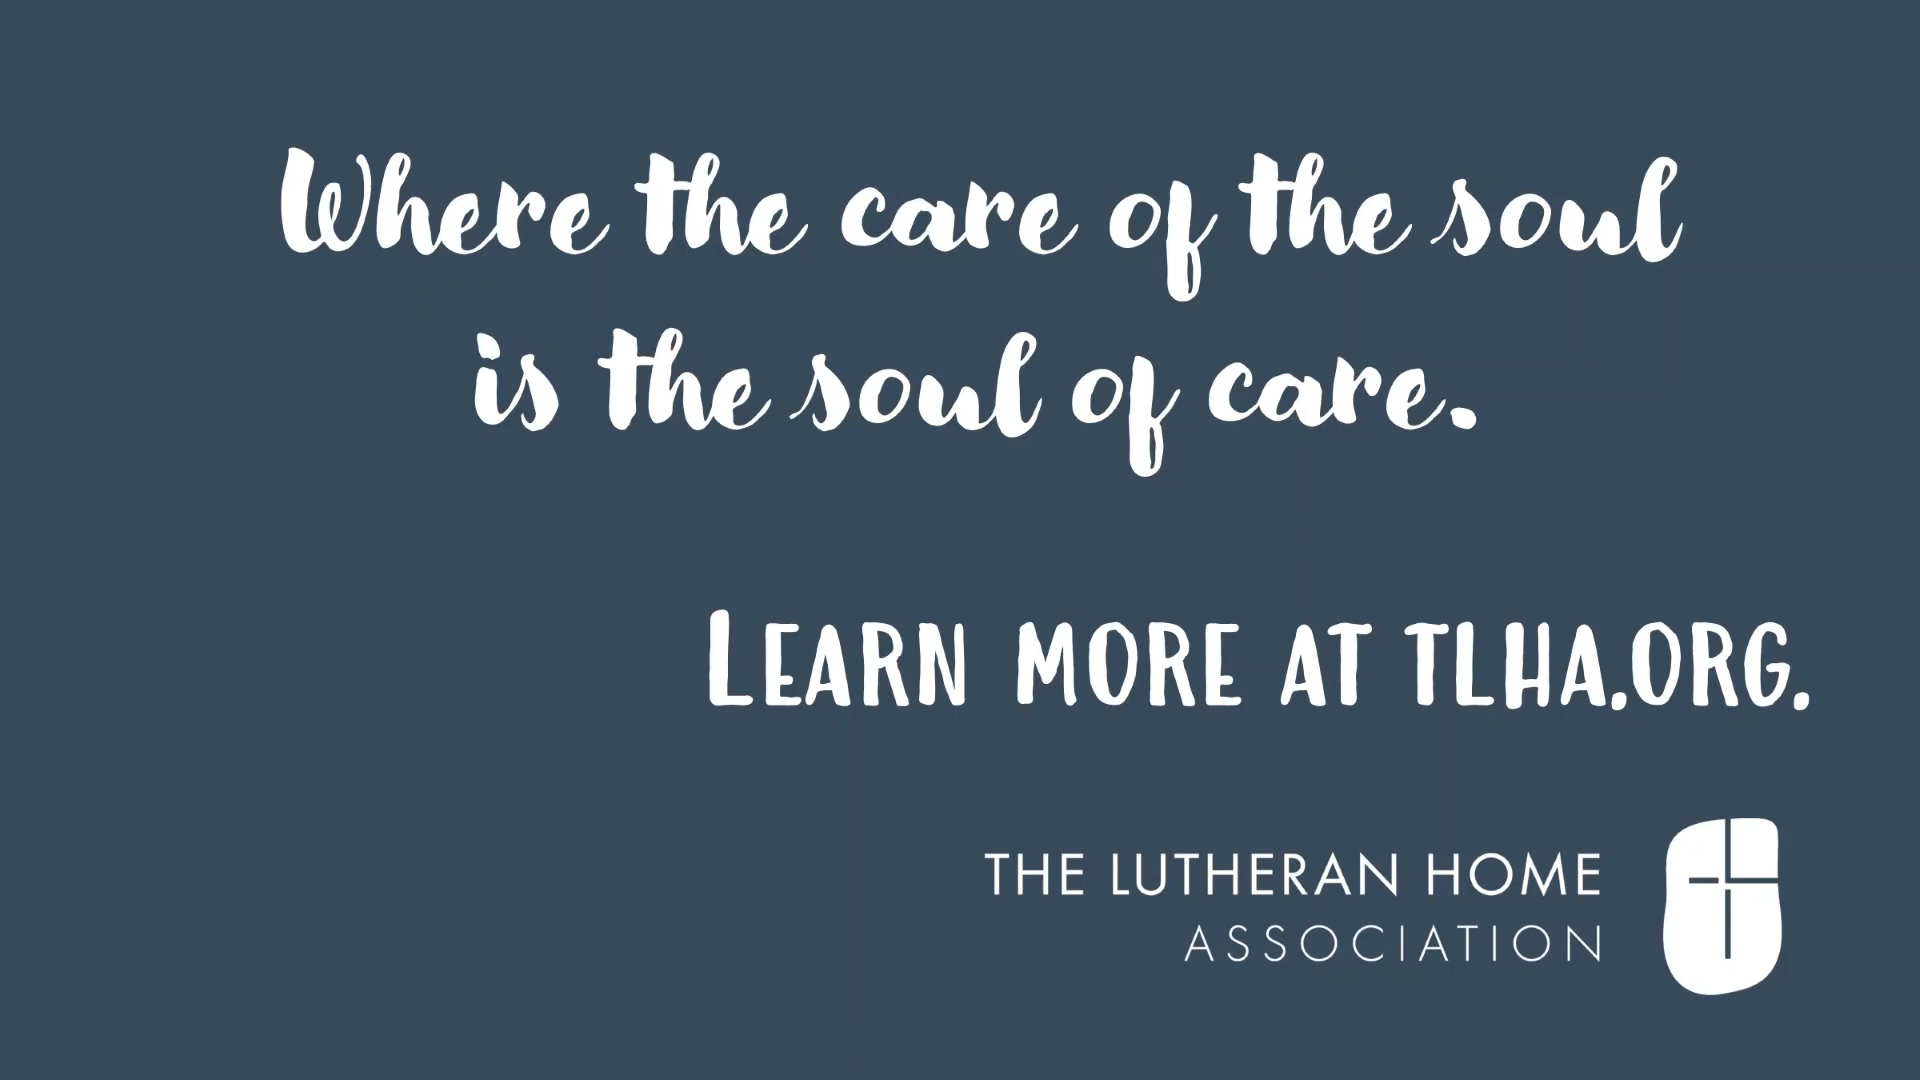 Where the care of the soul
is the soul of care.
LEARN MORE AT TLHA.ORG.
THE LUTHERAN HOME
ASSOCIATION